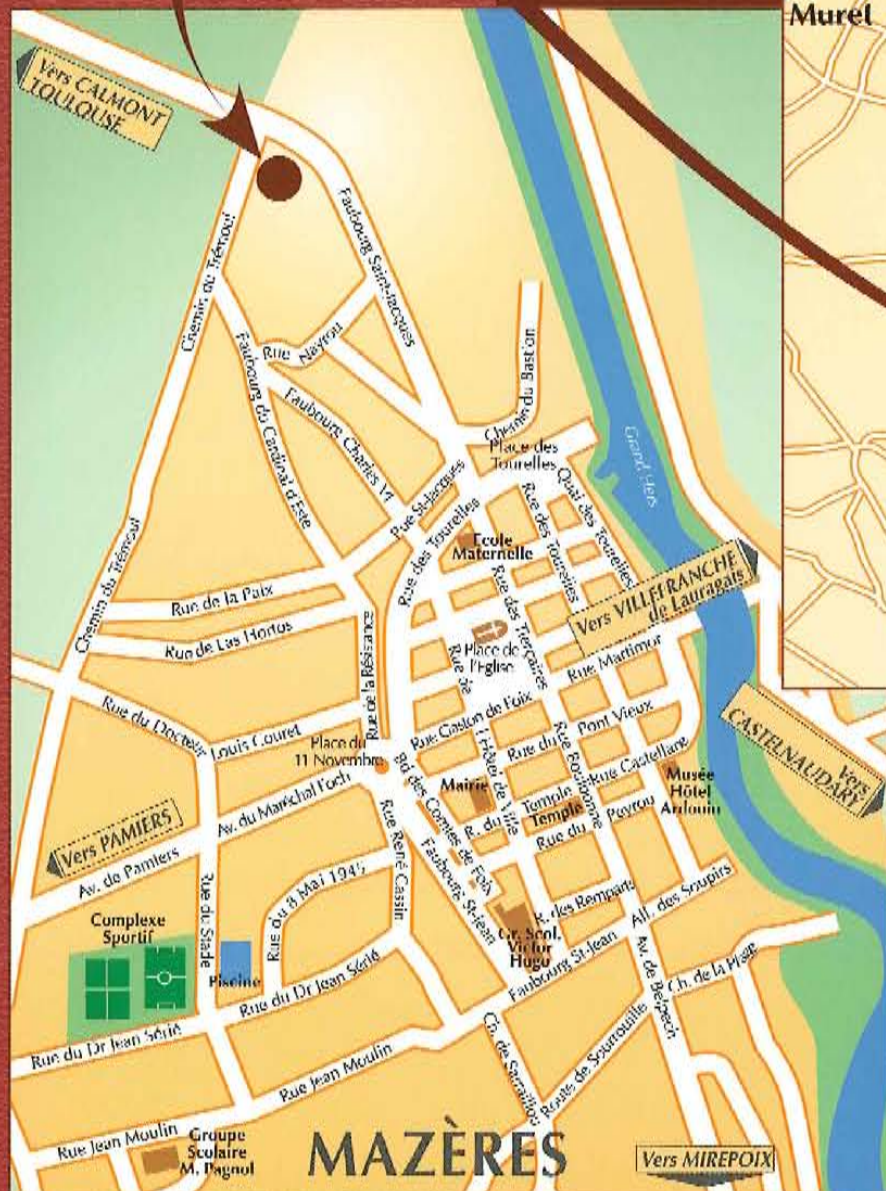 Murel
Vers CALMONT
TOULOUSE
Chemin du Trémoul
Faubourg Saint-Jacques
Rue Nayrou
Faubourg du Cardinal d'Este
Faubourg Charles
Chemin du Bastion
Place des
Tourelles
Grand Hers
Rue St-Jacques
Rue des Tourelles
Quai des Tourelles
Rue des Tourelles
Ecole
Maternelle
Rue des Tierçaires
Vers VILLEFRANCHE
de Lauragais
Chemin du Trémoul
Rue de la Paix
Rue de Las Hortos
Rue de la Résistance
Place de
l'Eglise
Rue Martimor
Rue de
l'Hôtel de Ville
Rue Gaston de Foix
Rue du Pont Vieux
Rue du Docteur
Louis Couret
Place du
11 Novembre
CASTELNAUDARY
Vers
Rue Boulbonne
Rue Castellane
Musée
Hôtel
Ardouin
Mairie
R. du Temple
Temple
Rue du Peyrou
Bd des Comtes de Foix
Av. du Maréchal Foch
Vers PAMIERS
Av. de Pamiers
Rue René Cassin
Faubourg St-Jean
Rue du 8 Mai 1945
Rue du Stade
Complexe
Sportif
Piscine
R. des Remparts
All. des Soupirs
Gr. Scol.
Victor
Hugo
Faubourg St-Jean
Av. de Belpech
Ch. de la Plage
Rue du Dr Jean Sérié
Rue du Dr Jean Sérié
Rue Jean Moulin
Route de Sourrouille
Rue Jean Moulin
Groupe
Scolaire
M. Pagnol
MAZÈRES
Vers MIREPOIX